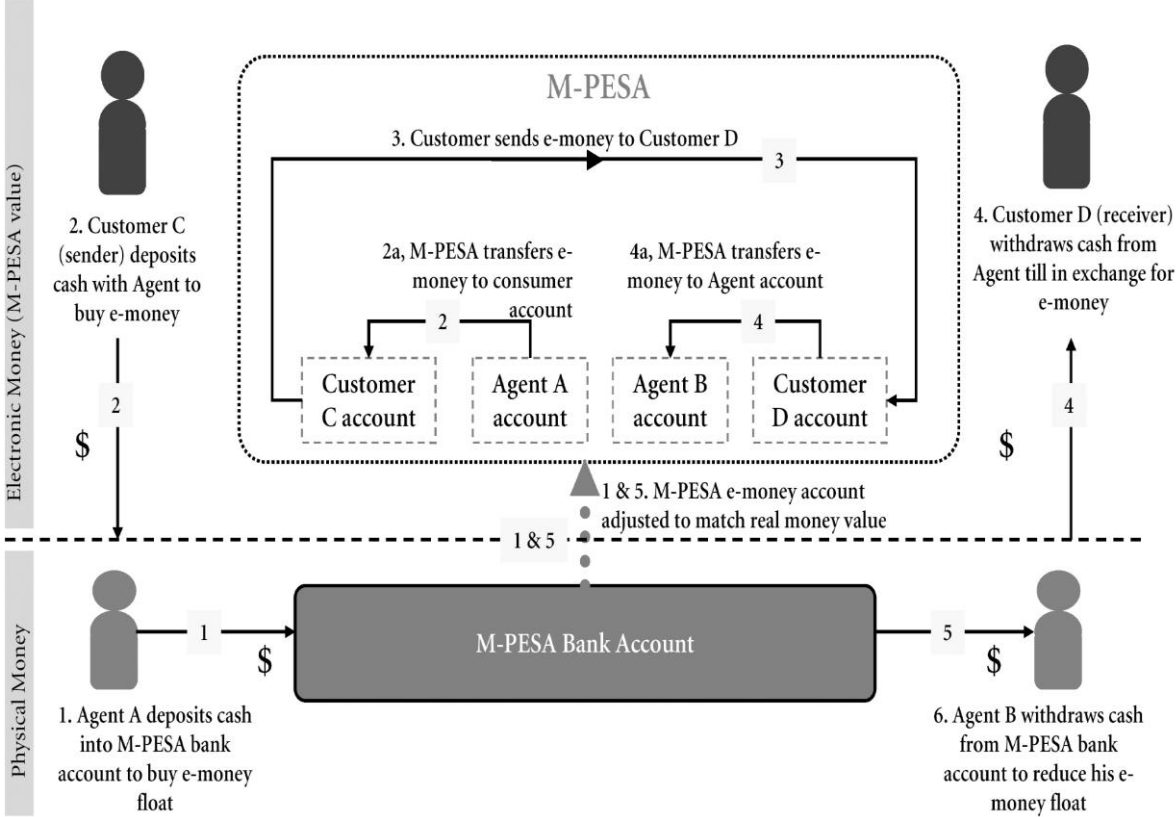 Electronic Money (M-PESA value)
Physical Money
M-PESA
3. Customer sends e-money to Customer D
3
2. Customer C
(sender) deposits
cash with Agent to
buy e-money
2
$
2a, M-PESA transfers e-
money to consumer
account
2
4a, M-PESA transfers e-
money to Agent account
4
Customer
C account
Agent A
account
Agent B
account
Customer
D account
4. Customer D (receiver)
withdraws cash from
Agent till in exchange for
e-money
4
$
1 & 5. M-PESA e-money account
adjusted to match real money value
1 & 5
1
$
M-PESA Bank Account
5
$
1. Agent A deposits cash
into M-PESA bank
account to buy e-money
float
6. Agent B withdraws cash
from M-PESA bank
account to reduce his e-
money float